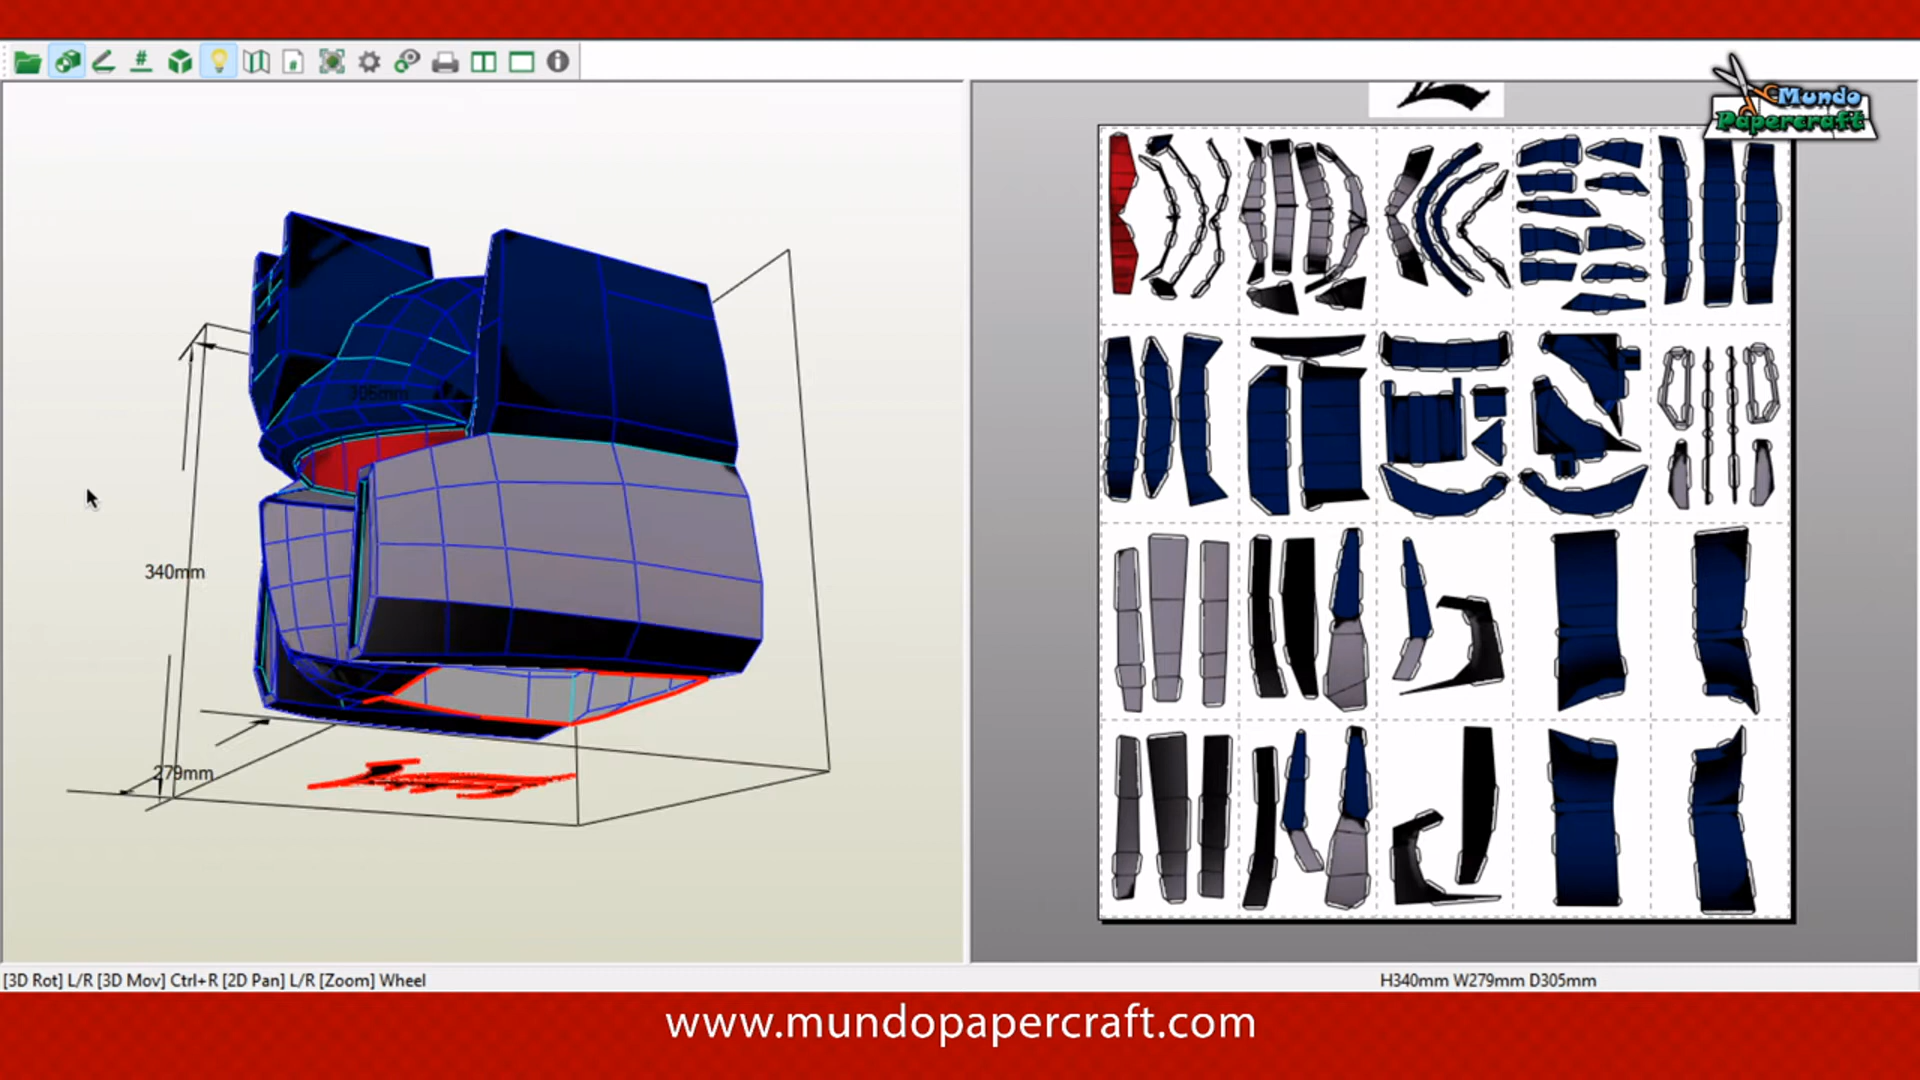 Mundo
Papercraft
305mm
340mm
279mm
[3D Rot] L/R [3D Mov] Ctrl+R [2D Pan] L/R [Zoom] Wheel
H340mm W279mm D305mm
www.mundopapercraft.com